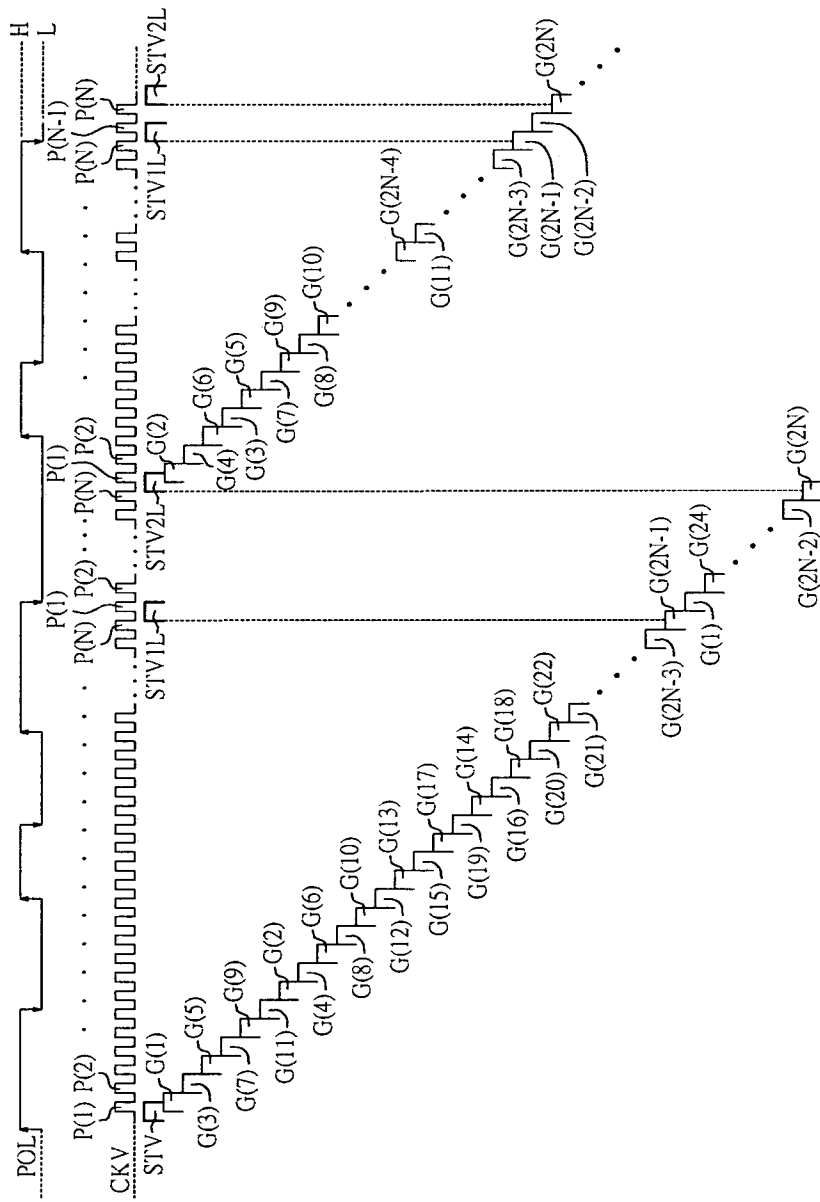 POL
H
L
CKV
P(1)
P(2)
P(N)
P(1)
P(2)
P(N)
P(1)
P(2)
P(N)
P(N-1)
P(N)
STV
STV1L
STV2L
STV1L
STV2L
G(1)
G(3)
G(5)
G(7)
G(9)
G(11)
G(2)
G(4)
G(6)
G(8)
G(10)
G(12)
G(13)
G(15)
G(17)
G(19)
G(14)
G(16)
G(18)
G(20)
G(22)
G(21)
G(2N-3)
G(2N-1)
G(1)
G(24)
G(2N-2)
G(2N)
G(2)
G(4)
G(6)
G(3)
G(5)
G(7)
G(9)
G(8)
G(10)
G(2N-4)
G(11)
G(2N-3)
G(2N-1)
G(2N-2)
G(2N)